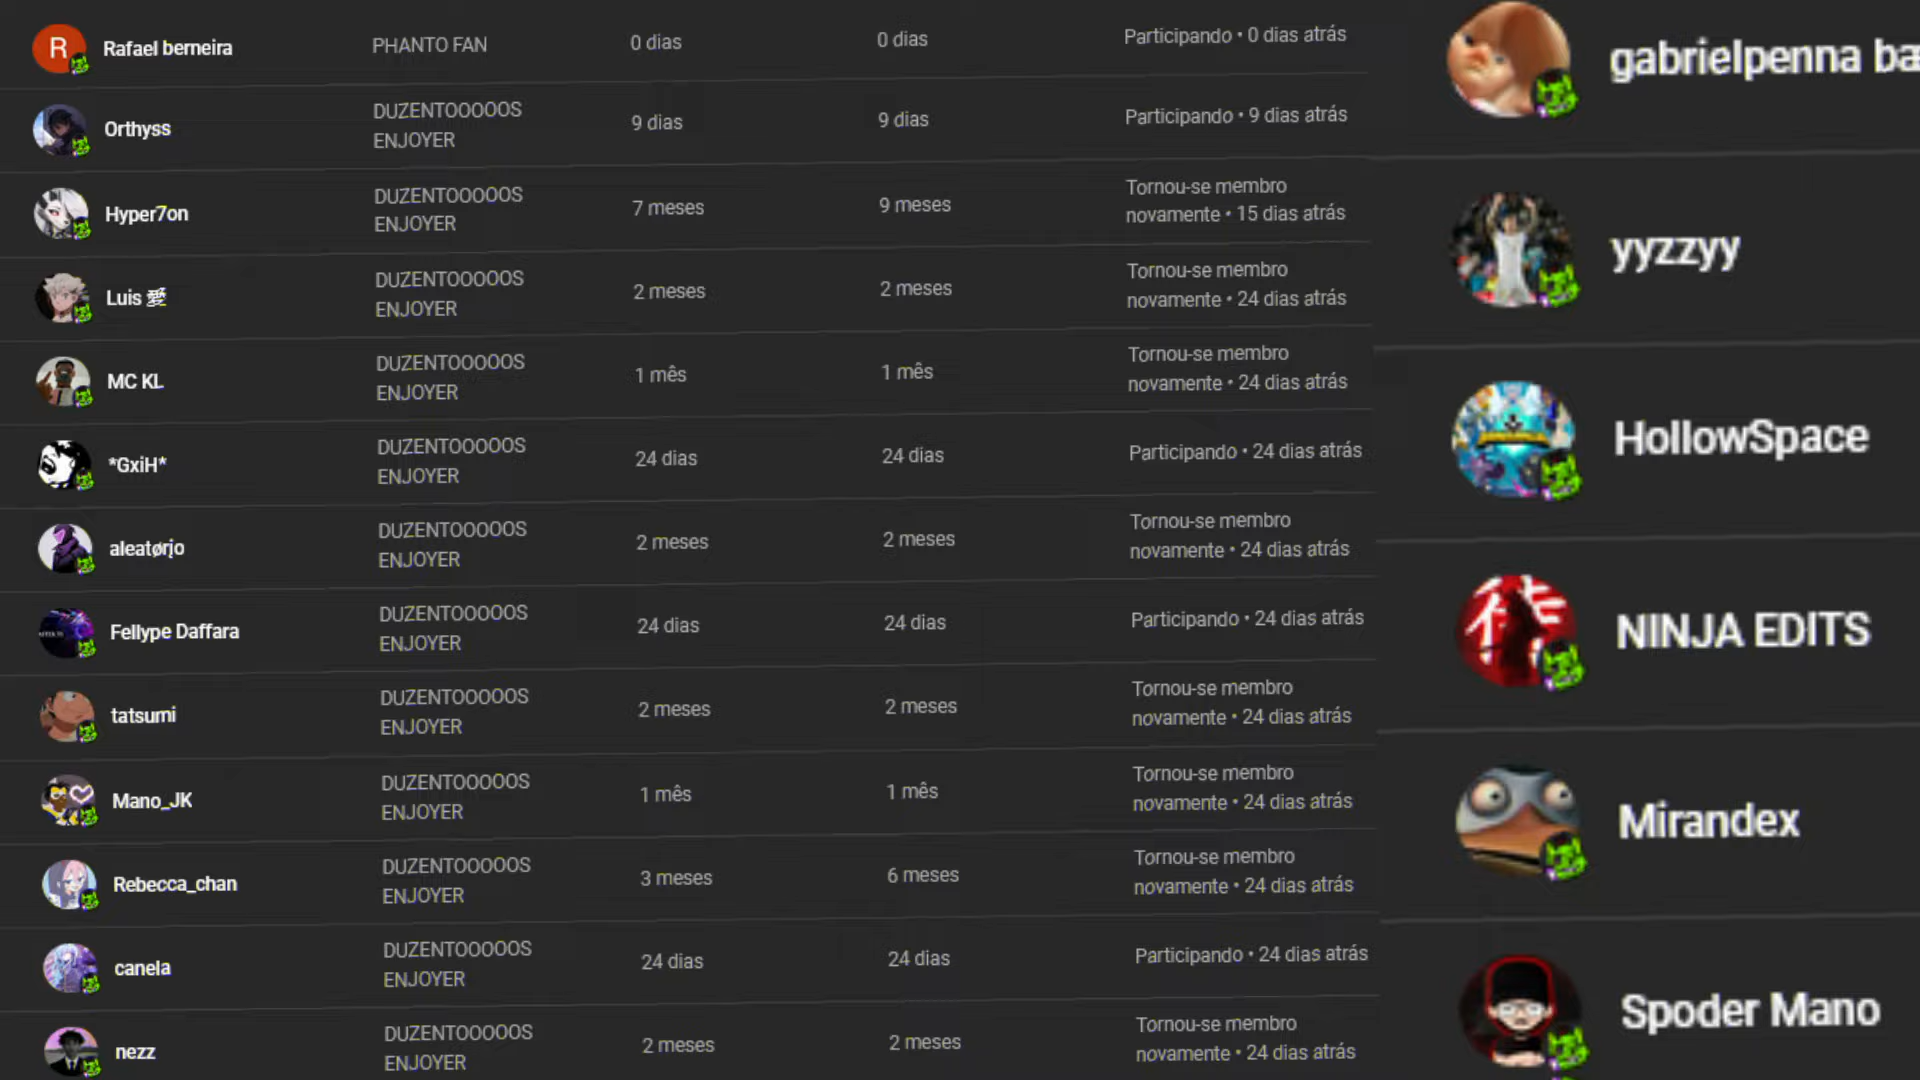 R
Rafael berneira
PHANTO FAN
0 dias
0 dias
Participando • 0 dias atrás
Orthyss
DUZENTOOOOOS
ENJOYER
9 dias
9 dias
Participando • 9 dias atrás
Hyper7on
DUZENTOOOOOS
ENJOYER
7 meses
9 meses
Tornou-se membro
novamente • 15 dias atrás
Luis 愛
DUZENTOOOOOS
ENJOYER
2 meses
2 meses
Tornou-se membro
novamente • 24 dias atrás
MC KL
DUZENTOOOOOS
ENJOYER
1 mês
1 mês
Tornou-se membro
novamente • 24 dias atrás
*GxiH*
DUZENTOOOOOS
ENJOYER
24 dias
24 dias
Participando • 24 dias atrás
aleatørįo
DUZENTOOOOOS
ENJOYER
2 meses
2 meses
Tornou-se membro
novamente • 24 dias atrás
Fellype Daffara
DUZENTOOOOOS
ENJOYER
24 dias
24 dias
Participando • 24 dias atrás
tatsumi
DUZENTOOOOOS
ENJOYER
2 meses
2 meses
Tornou-se membro
novamente • 24 dias atrás
Mano_JK
DUZENTOOOOOS
ENJOYER
1 mês
1 mês
Tornou-se membro
novamente • 24 dias atrás
Rebecca_chan
DUZENTOOOOOS
ENJOYER
3 meses
6 meses
Tornou-se membro
novamente • 24 dias atrás
canela
DUZENTOOOOOS
ENJOYER
24 dias
24 dias
Participando • 24 dias atrás
nezz
DUZENTOOOOOS
ENJOYER
2 meses
2 meses
Tornou-se membro
novamente • 24 dias atrás
gabrielpenna
yyzzyy
HollowSpace
NINJA EDITS
Mirandex
Spoder Mano